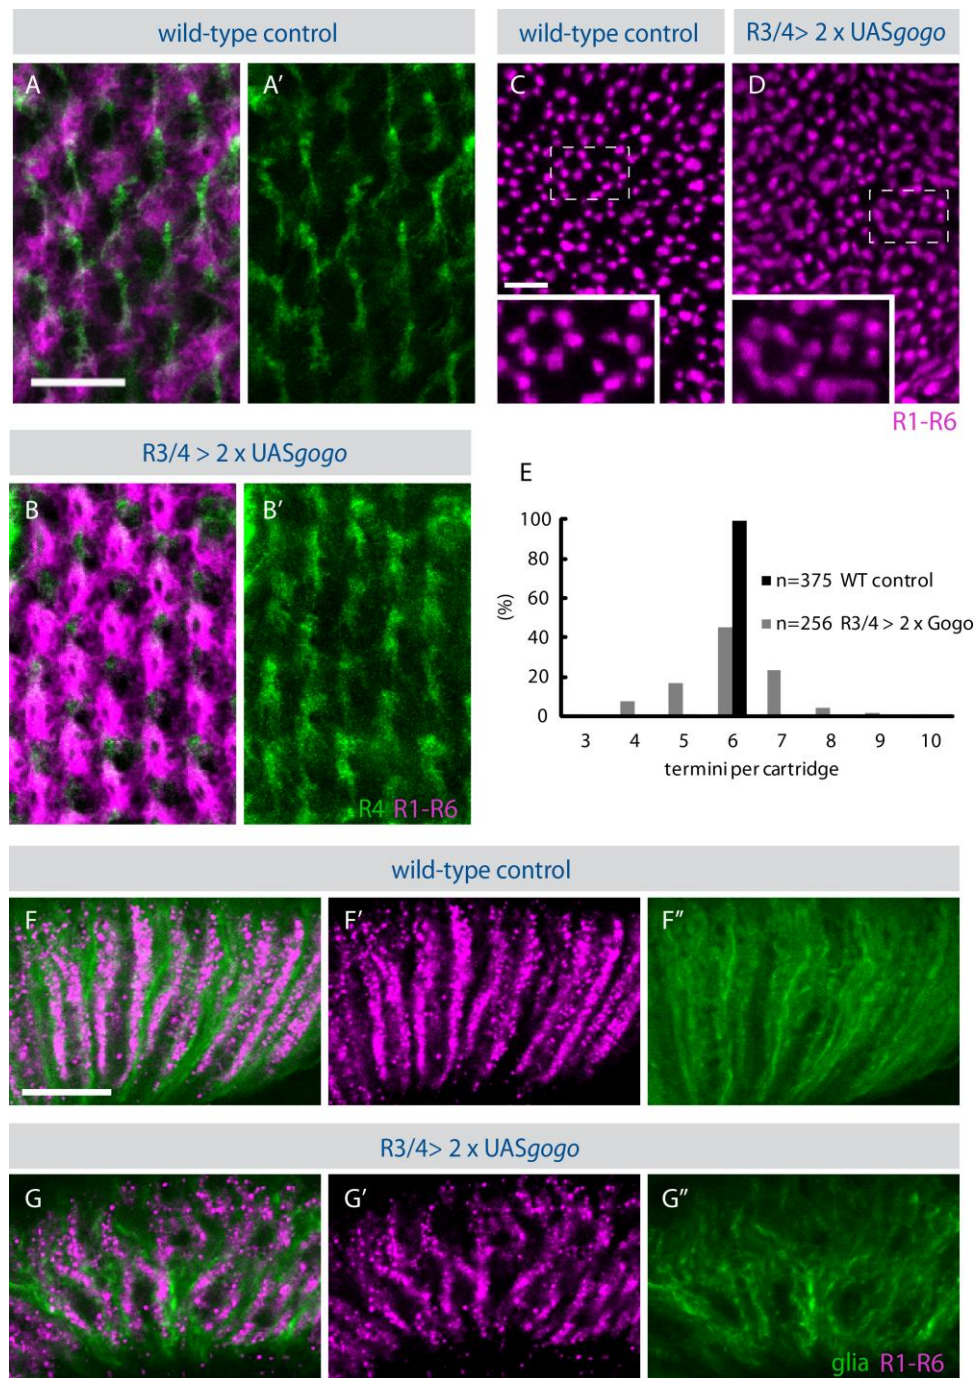 wild-type control
wild-type control
R3/4> 2 x UASgogo
A
A'
C
D
R1-R6
R3/4 > 2 x UASgogo
B
B'
R4 R1-R6
E
100
80
60
40
20
0
(%)
n=375 WT control
n=256 R3/4 > 2 x Gogo
3 4 5 6 7 8 9 10
termini per cartridge
wild-type control
F
F'
F"
R3/4> 2 x UASgogo
G
G'
G"
glia R1-R6